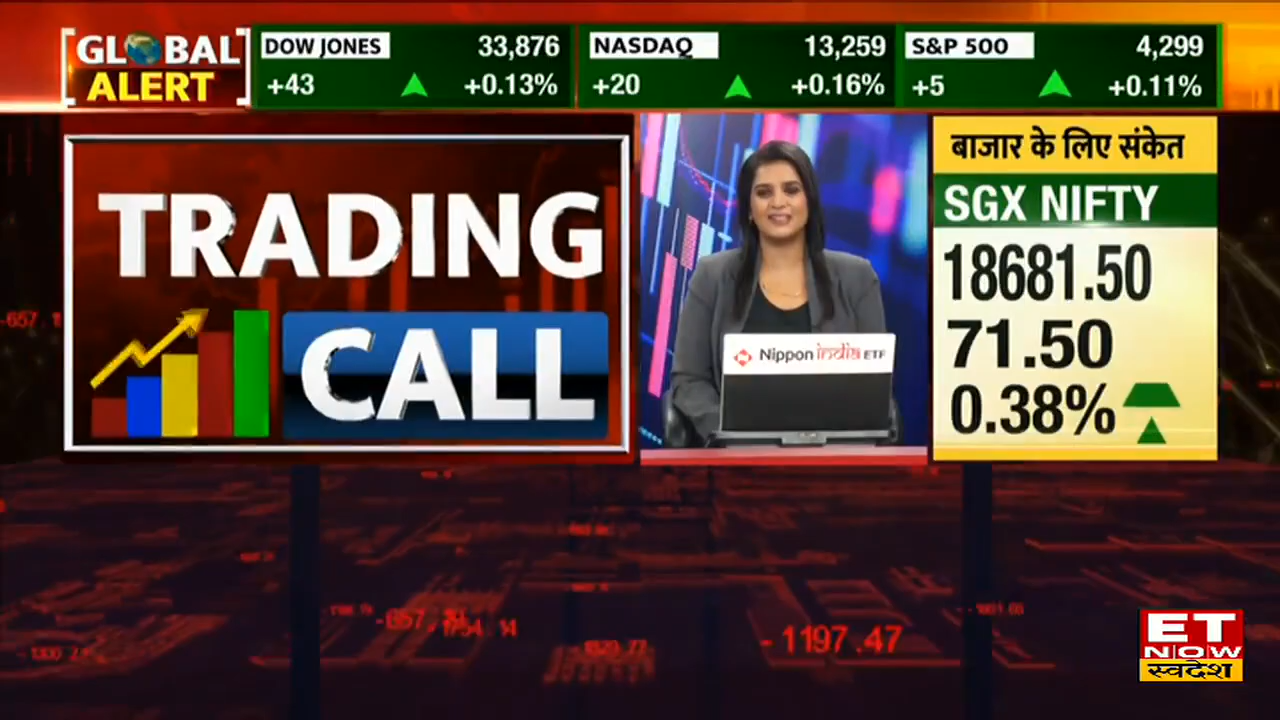 GLOBAL
ALERT
DOW JONES 33,876
+43 +0.13%
NASDAQ 13,259
+20 +0.16%
S&P 500 4,299
+5 +0.11%
TRADING
CALL
Nippon india ETF
बाजार के लिए संकेत
SGX NIFTY
18681.50
71.50
0.38%
-657
- 1197.47
ET
NOW
स्वदेश